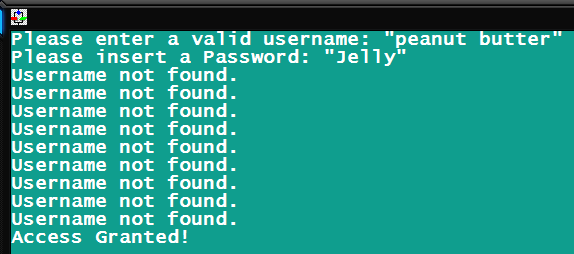 Please enter a valid username: "peanut butter"
Please insert a Password: "Jelly"
Username not found.
Username not found.
Username not found.
Username not found.
Username not found.
Username not found.
Username not found.
Username not found.
Username not found.
Access Granted!